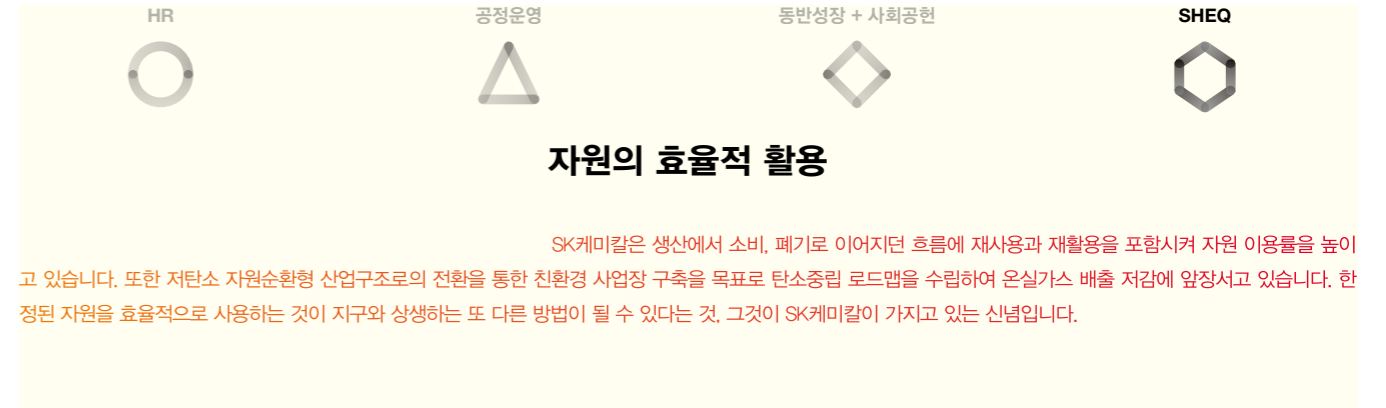 HR
공정운영
동반성장 + 사회공헌
SHEQ
자원의 효율적 활용
SK케미칼은 생산에서 소비, 폐기로 이어지던 흐름에 재사용과 재활용을 포함시켜 자원 이용률을 높이
고 있습니다. 또한 저탄소 자원순환형 산업구조로의 전환을 통한 친환경 사업장 구축을 목표로 탄소중립 로드맵을 수립하여 온실가스 배출 저감에 앞장서고 있습니다. 한
정된 자원을 효율적으로 사용하는 것이 지구와 상생하는 또 다른 방법이 될 수 있다는 것, 그것이 SK케미칼이 가지고 있는 신념입니다.